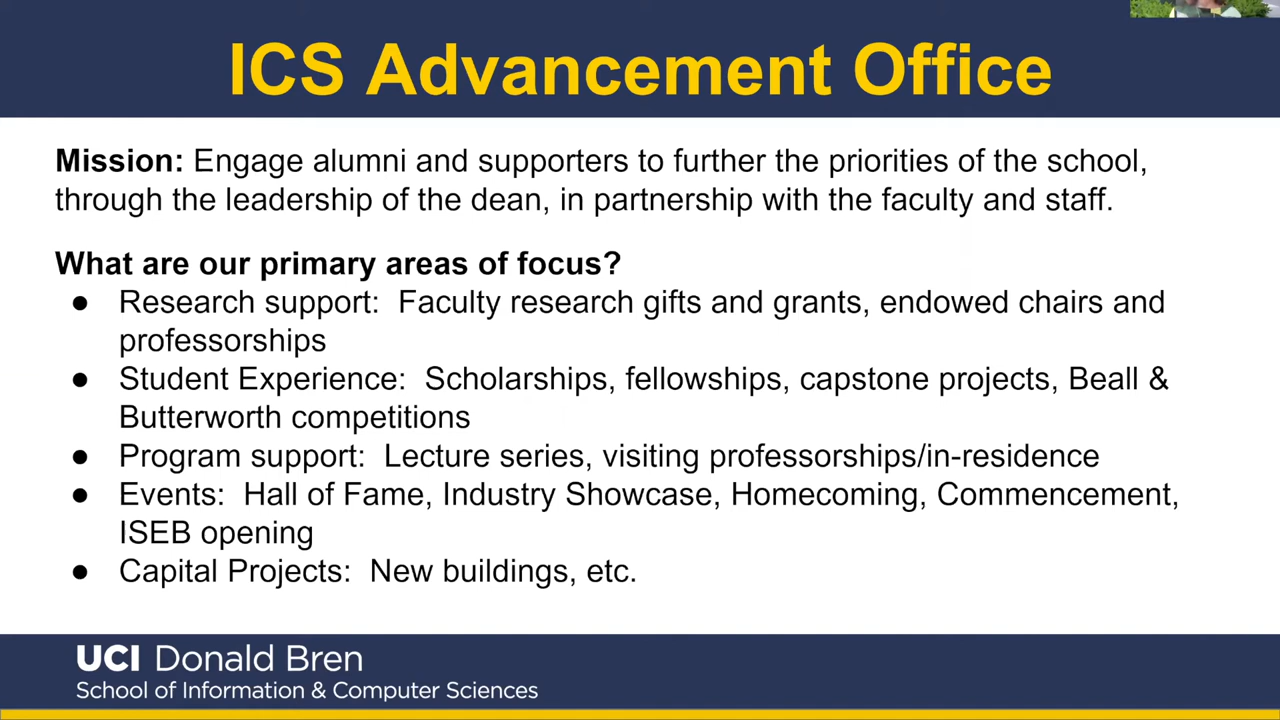 ICS Advancement Office
Mission: Engage alumni and supporters to further the priorities of the school,
through the leadership of the dean, in partnership with the faculty and staff.
What are our primary areas of focus?
● Research support:  Faculty research gifts and grants, endowed chairs and
professorships
● Student Experience:  Scholarships, fellowships, capstone projects, Beall &
Butterworth competitions
● Program support:  Lecture series, visiting professorships/in-residence
● Events:  Hall of Fame, Industry Showcase, Homecoming, Commencement,
ISEB opening
● Capital Projects:  New buildings, etc.
UCI Donald Bren
School of Information & Computer Sciences